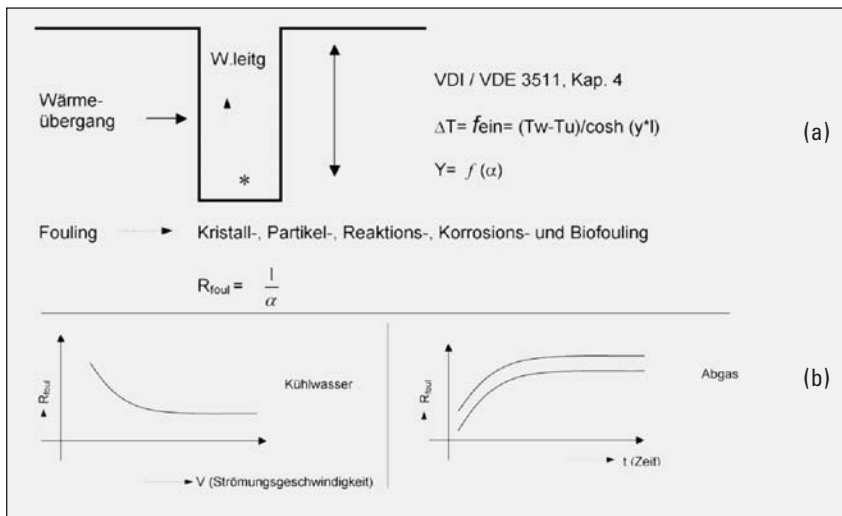 W.leitg
Wärme-
übergang
VDI / VDE 3511, Kap. 4
ΔT= fein= (Tw-Tu)/cosh (y*l)
Y= f (α)
(a)
*
Fouling
Kristall-, Partikel-, Reaktions-, Korrosions- und Biofouling
Rfoul = 1/α
Rfoul
Kühlwasser
V (Strömungsgeschwindigkeit)
Rfoul
Abgas
t (Zeit)
(b)